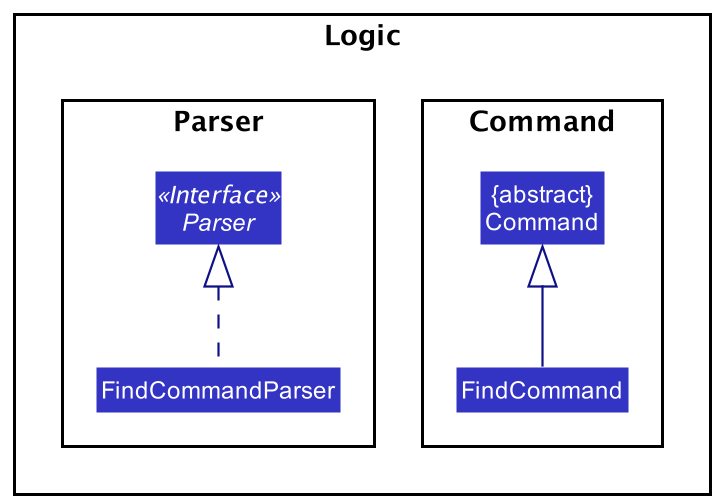 Logic
Parser
«Interface»
Parser
FindCommandParser
Command
{abstract}
Command
FindCommand